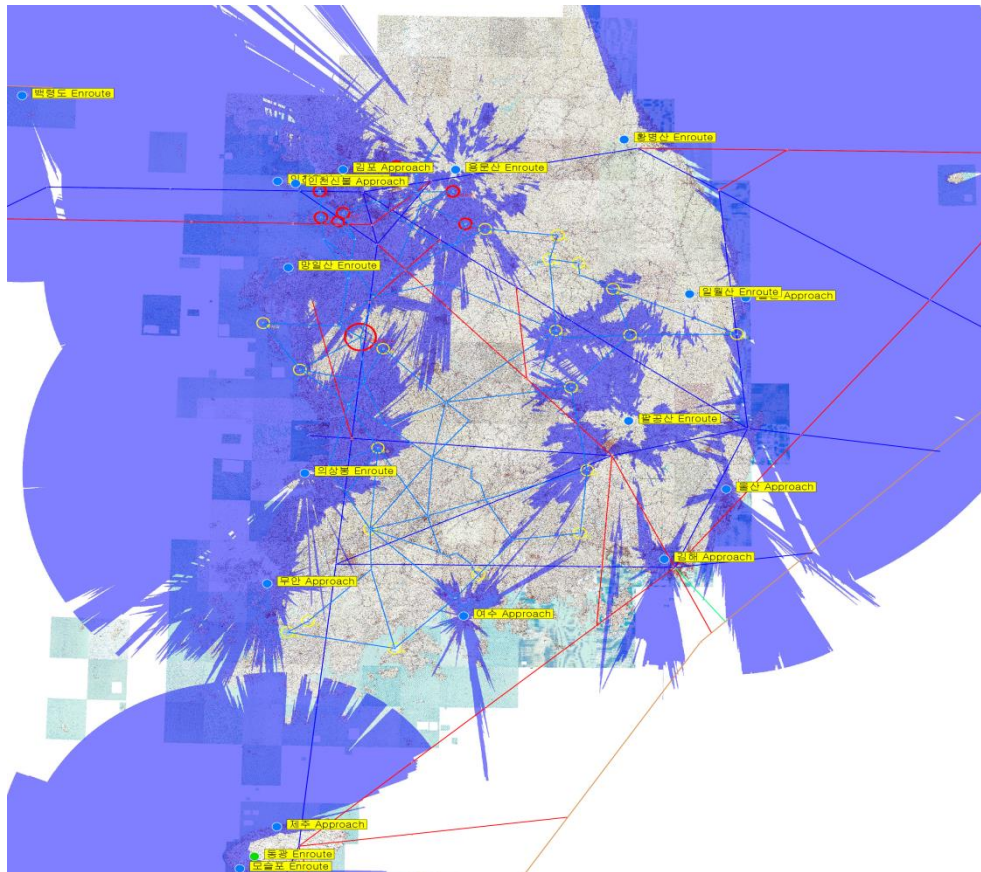 백령도 Enroute
황병산 Enroute
김포 Approach
용문산 Enroute
인천신불 Approach
망일산 Enroute
일월산 Enroute
Approach
팔공산 Enroute
의상봉 Enroute
울산 Approach
김해 Approach
무안 Approach
여수 Approach
제주 Approach
동광 Enroute
모슬포 Enroute